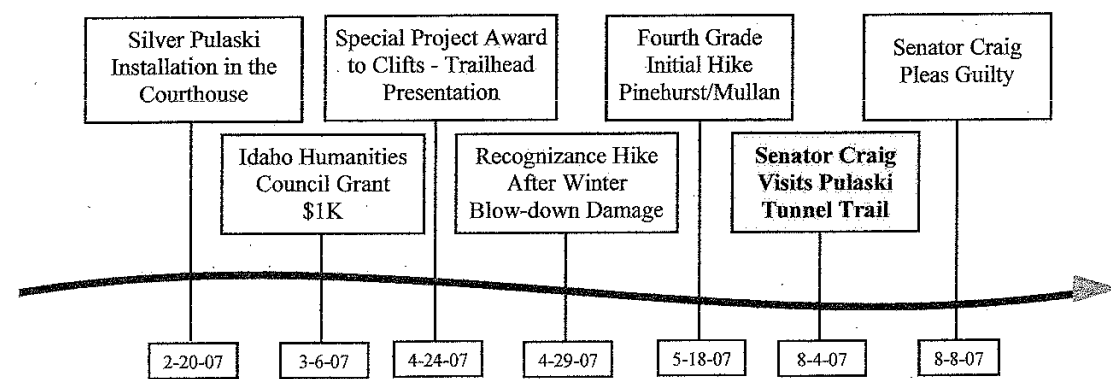 Silver Pulaski
Installation in the
Courthouse
Special Project Award
to Clifts - Trailhead
Presentation
Fourth Grade
Initial Hike
Pinehurst/Mullan
Senator Craig
Pleas Guilty
Idaho Humanities
Council Grant
$1K
Recognizance Hike
After Winter
Blow-down Damage
Senator Craig
Visits Pulaski
Tunnel Trail
2-20-07
3-6-07
4-24-07
4-29-07
5-18-07
8-4-07
8-8-07